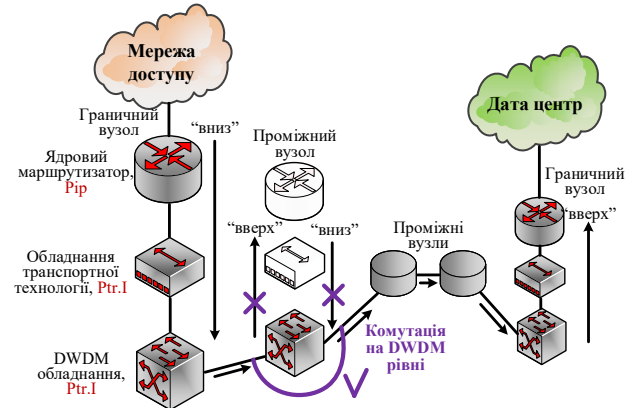 Мережа
доступу
Граничний
вузол
"вниз"
Ядровий
маршрутизатор,
Pip
Обладнання
транспортної
технології, Ptr.I
DWDM
обладнання,
Ptr.I
Проміжний
вузол
"вверх"
"вниз"
Проміжні
вузли
Комутація
на DWDM
рівні
Дата центр
Граничний
вузол
"вверх"